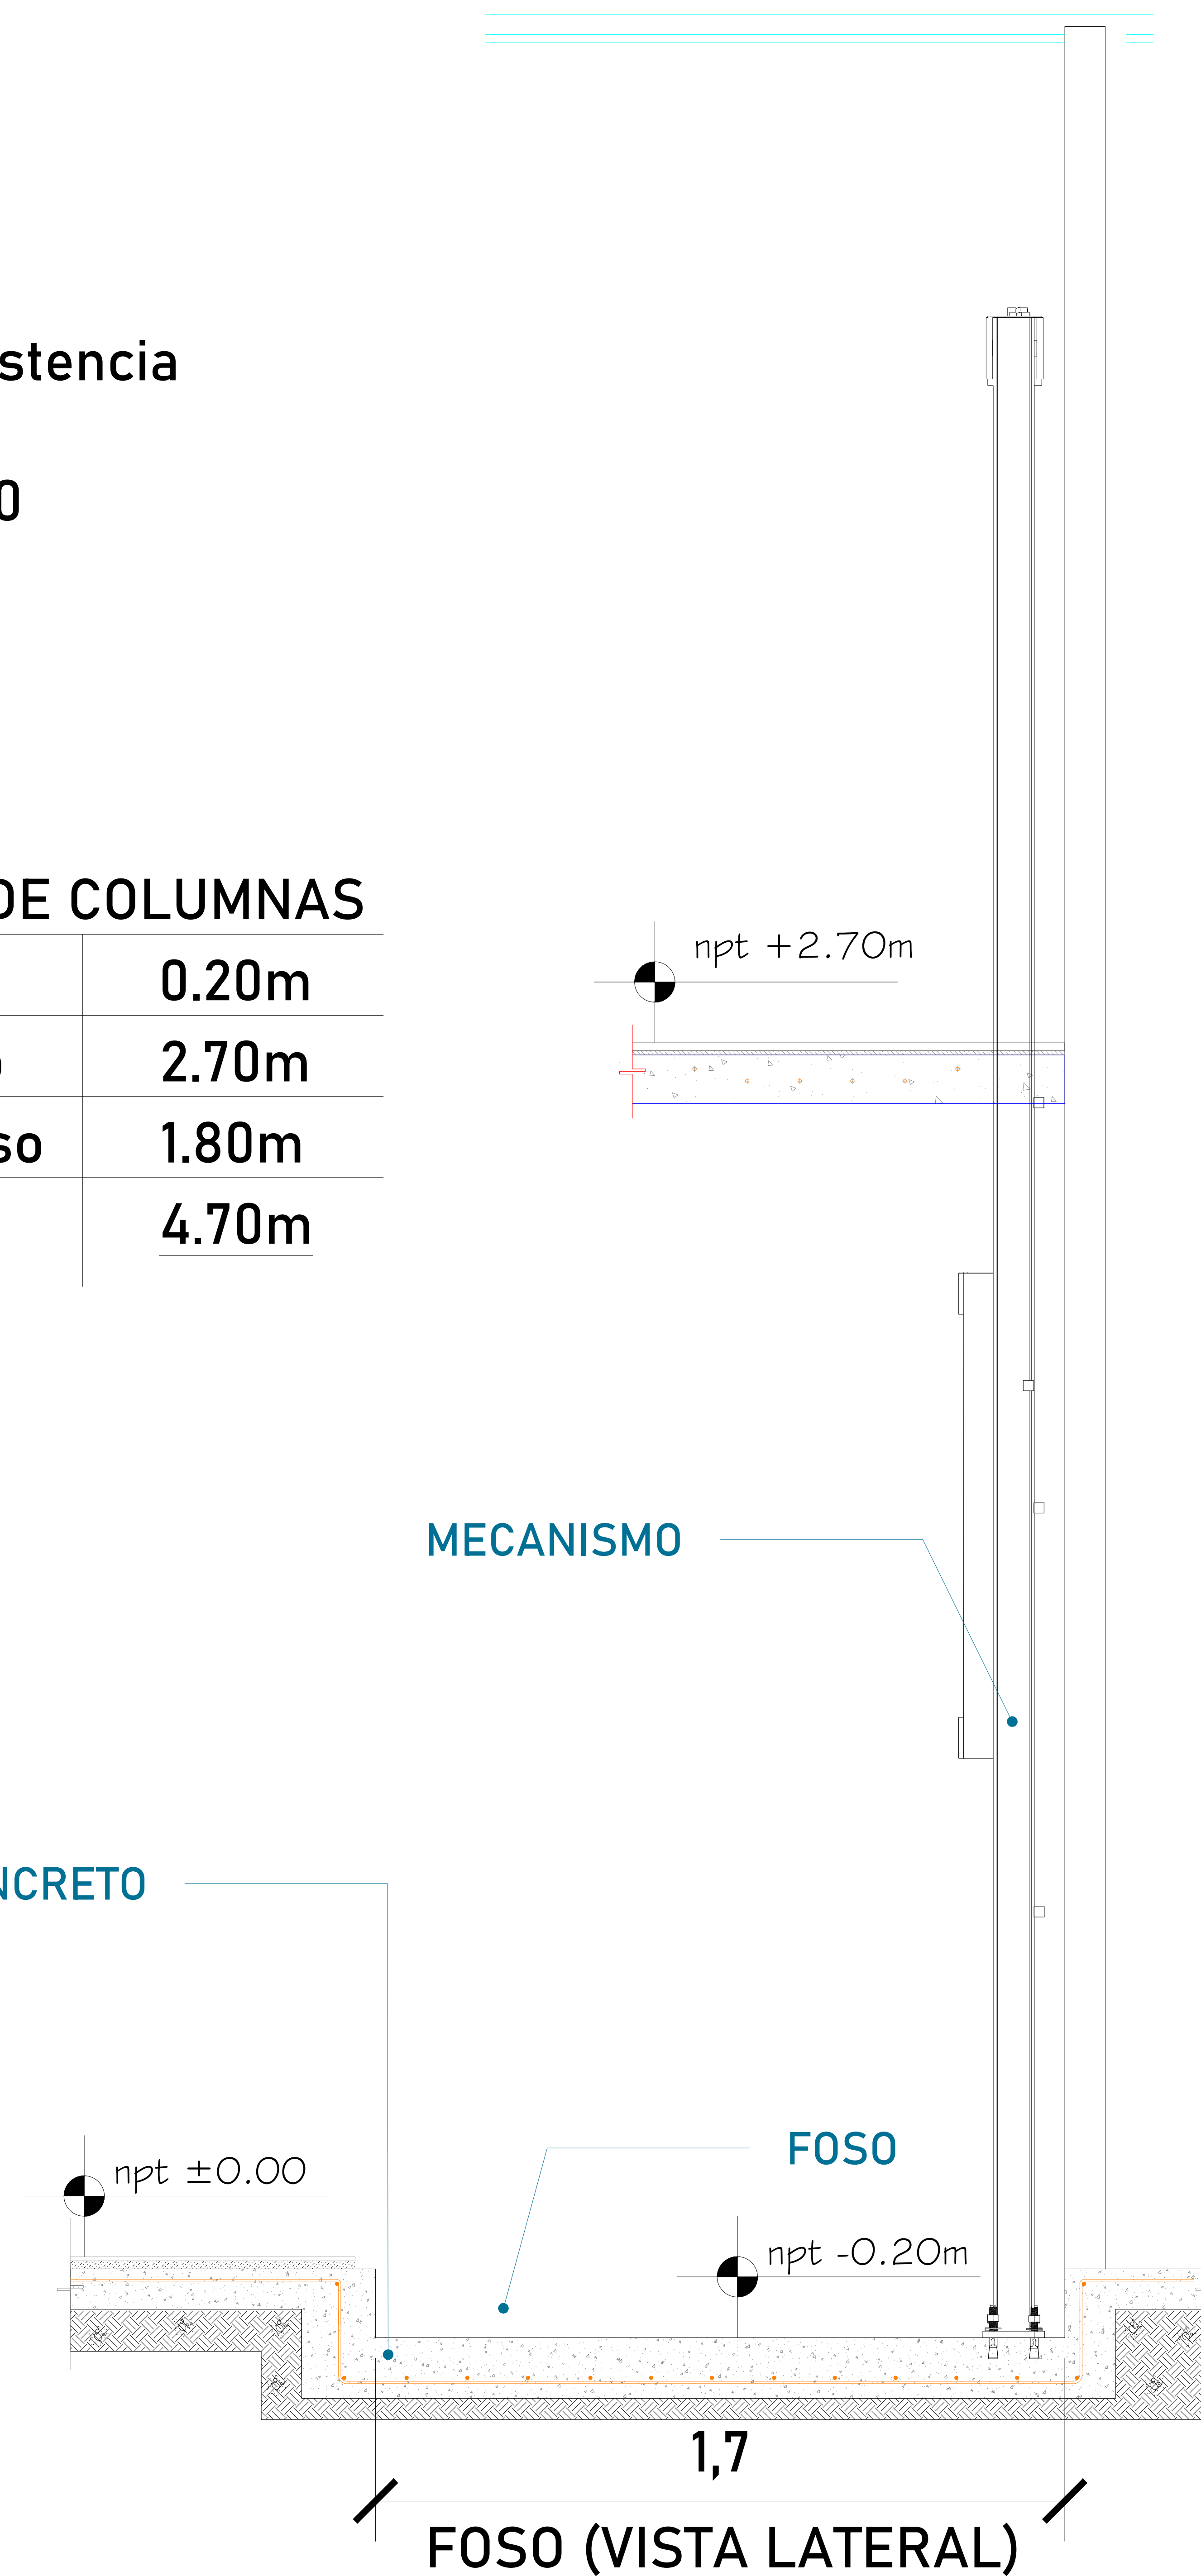 stencia
0
DE COLUMNAS
0.20m
2.70m
so 1.80m
4.70m
npt +2.70m
MECANISMO
NCRETO
FOSO
npt ±0.00
npt -0.20m
1,7
FOSO (VISTA LATERAL)